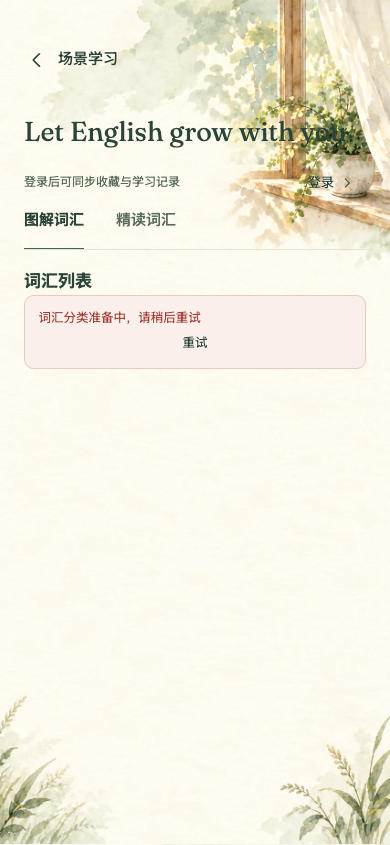 场景学习
Let English grow with you.
登录后可同步收藏与学习记录
登录
图解词汇 精读词汇
词汇列表
词汇分类准备中，请稍后重试
重试